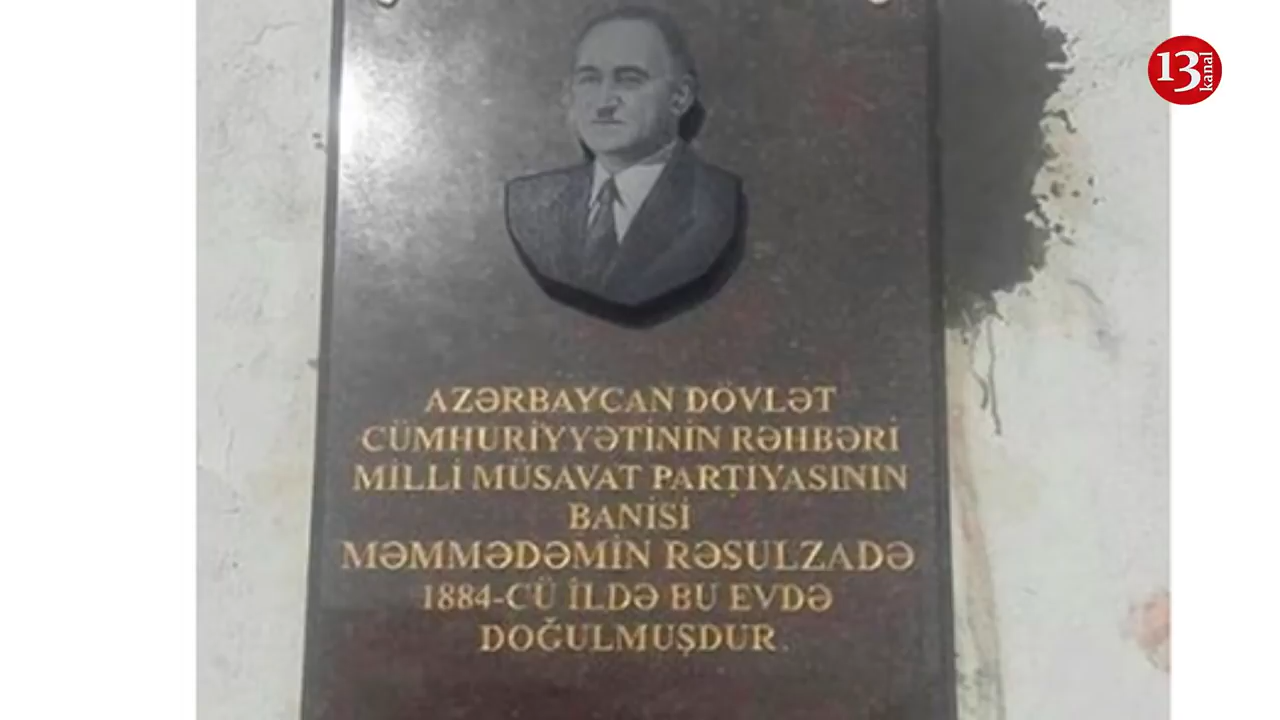 13
kanal
AZƏRBAYCAN DÖVLƏT
CÜMHURİYYƏTİNİN RƏHBƏRİ
MİLLİ MÜSAVAT PARTİYASININ
BANİSİ
MƏMMƏDƏMİN RƏSULZADƏ
1884-CÜ İLDƏ BU EVDƏ
DOĞULMUŞDUR.